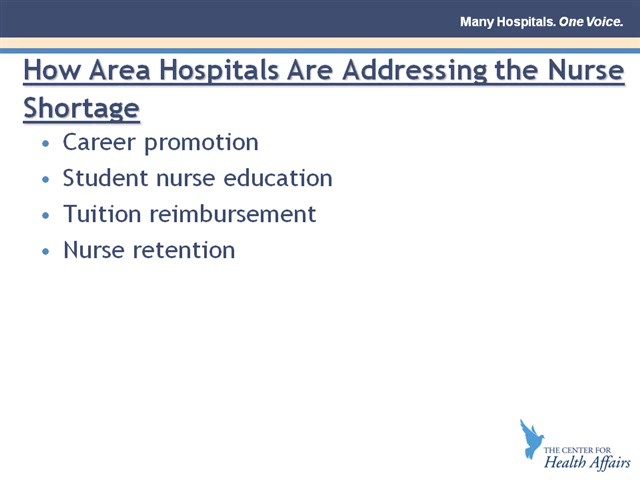 Many Hospitals. One Voice.
How Area Hospitals Are Addressing the Nurse
Shortage
• Career promotion
• Student nurse education
• Tuition reimbursement
• Nurse retention
THE CENTER FOR
Health Affairs